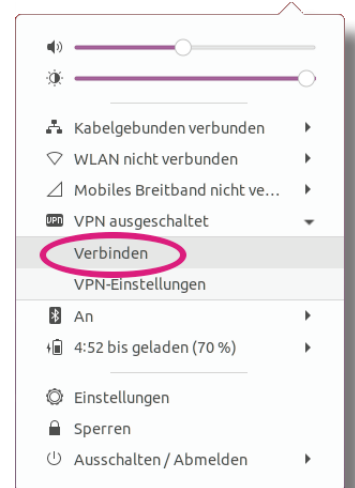 Kabelgebunden verbunden
WLAN nicht verbunden
Mobiles Breitband nicht ve...
VPN VPN ausgeschaltet
Verbinden
VPN-Einstellungen
An
4:52 bis geladen (70 %)
Einstellungen
Sperren
Ausschalten / Abmelden